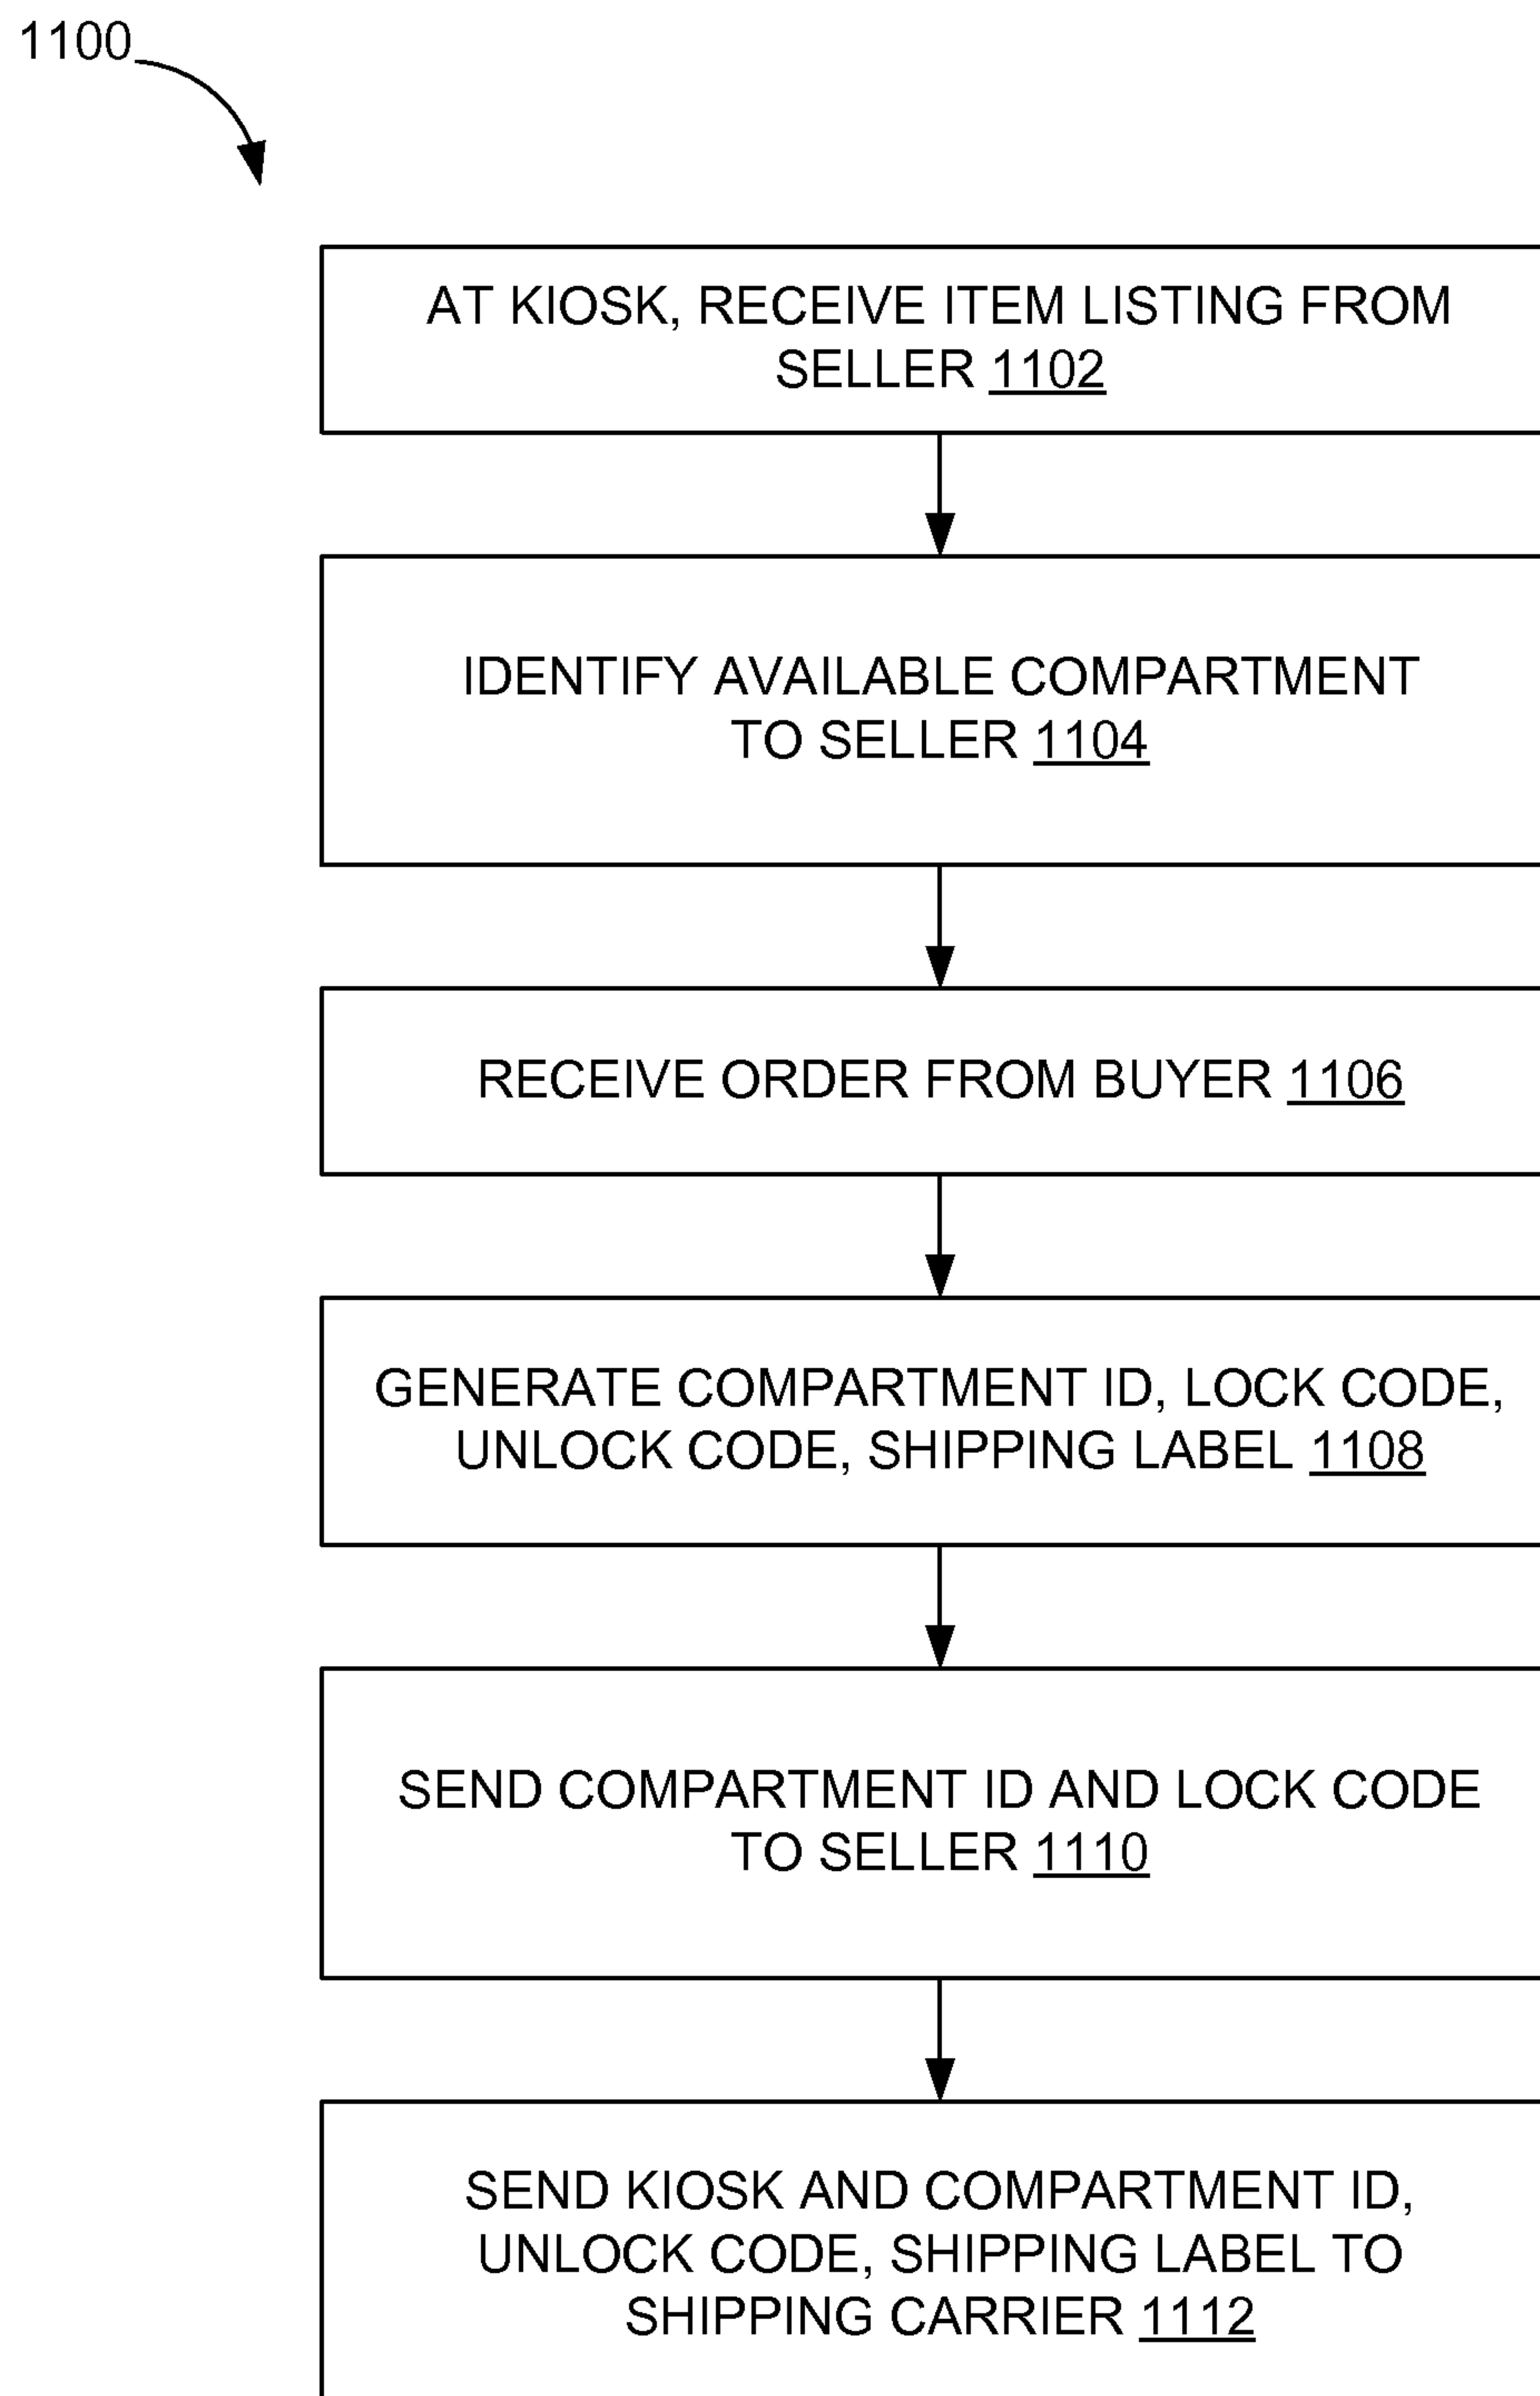 1100
AT KIOSK, RECEIVE ITEM LISTING FROM
SELLER 1102
IDENTIFY AVAILABLE COMPARTMENT
TO SELLER 1104
RECEIVE ORDER FROM BUYER 1106
GENERATE COMPARTMENT ID, LOCK CODE,
UNLOCK CODE, SHIPPING LABEL 1108
SEND COMPARTMENT ID AND LOCK CODE
TO SELLER 1110
SEND KIOSK AND COMPARTMENT ID,
UNLOCK CODE, SHIPPING LABEL TO
SHIPPING CARRIER 1112